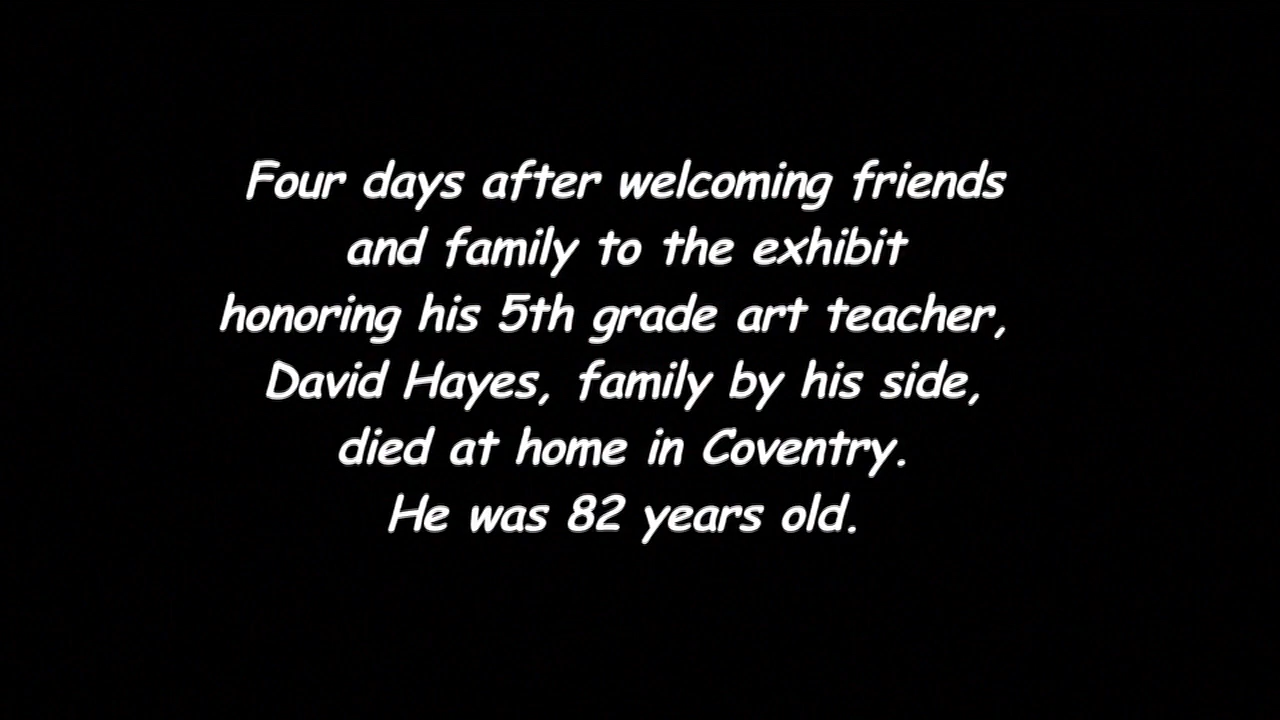 Four days after welcoming friends
and family to the exhibit
honoring his 5th grade art teacher,
David Hayes, family by his side,
died at home in Coventry.
He was 82 years old.